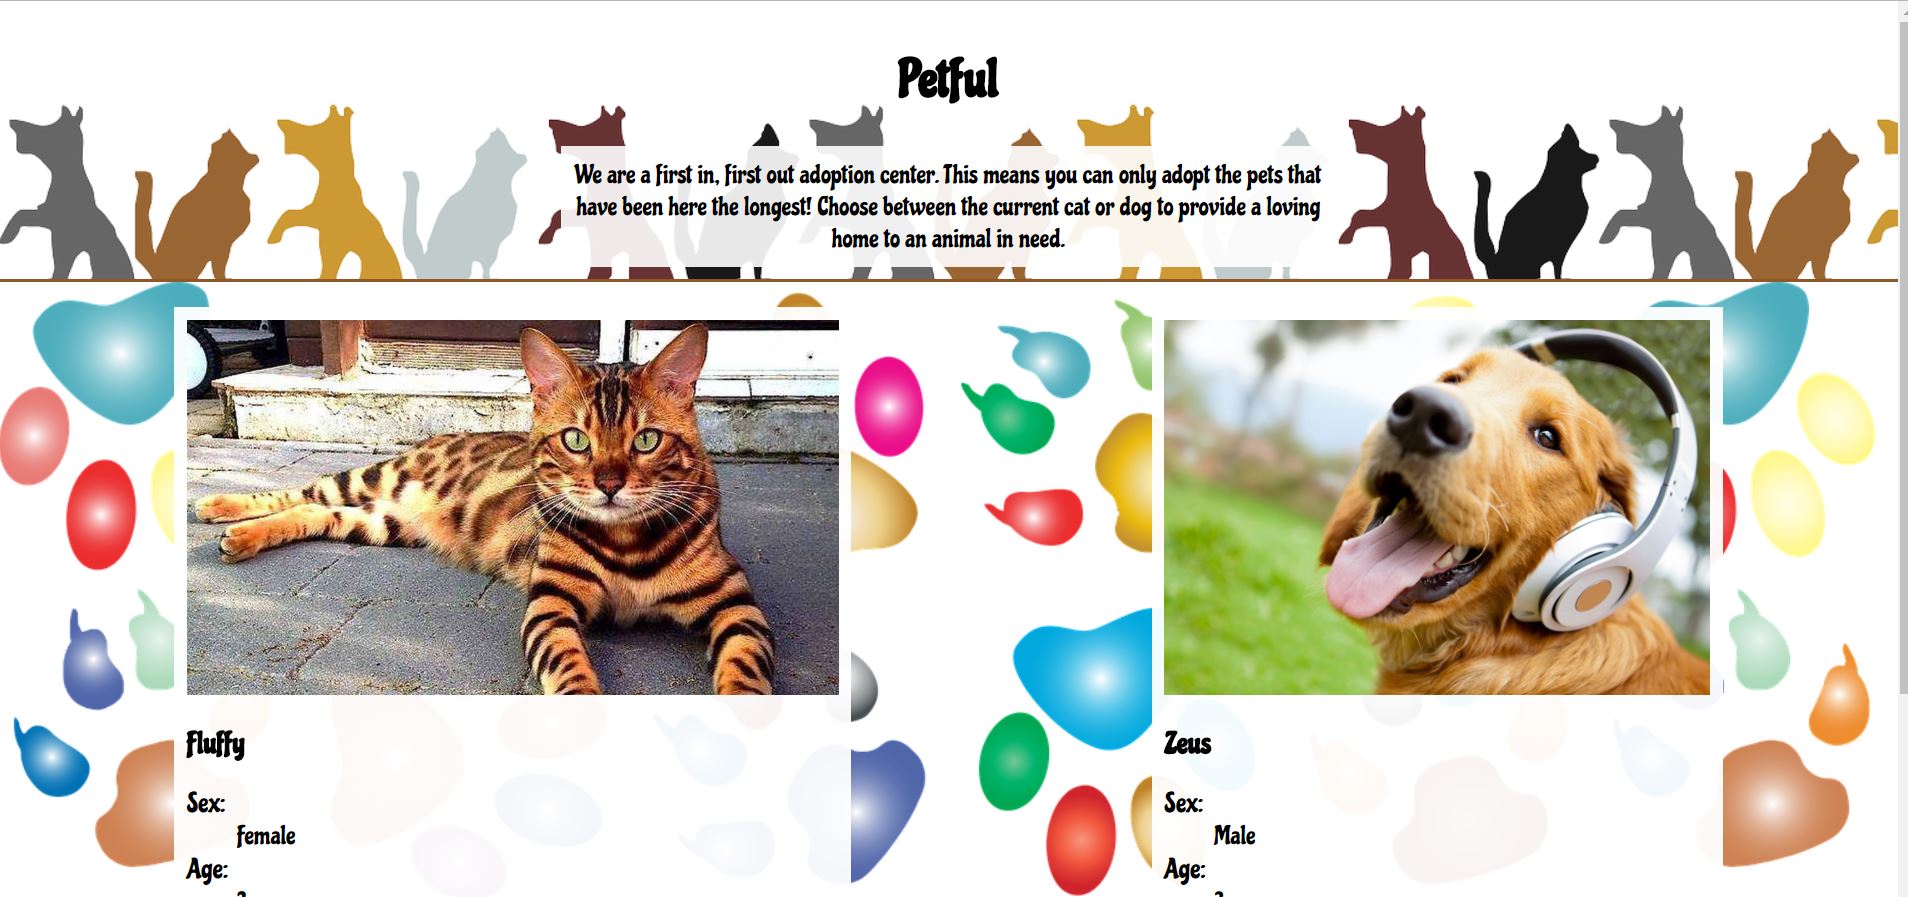 Petful
We are a first in, first out adoption center. This means you can only adopt the pets that
have been here the longest! Choose between the current cat or dog to provide a loving
home to an animal in need.
Fluffy
Sex:
Female
Age:
Zeus
Sex:
Male
Age: